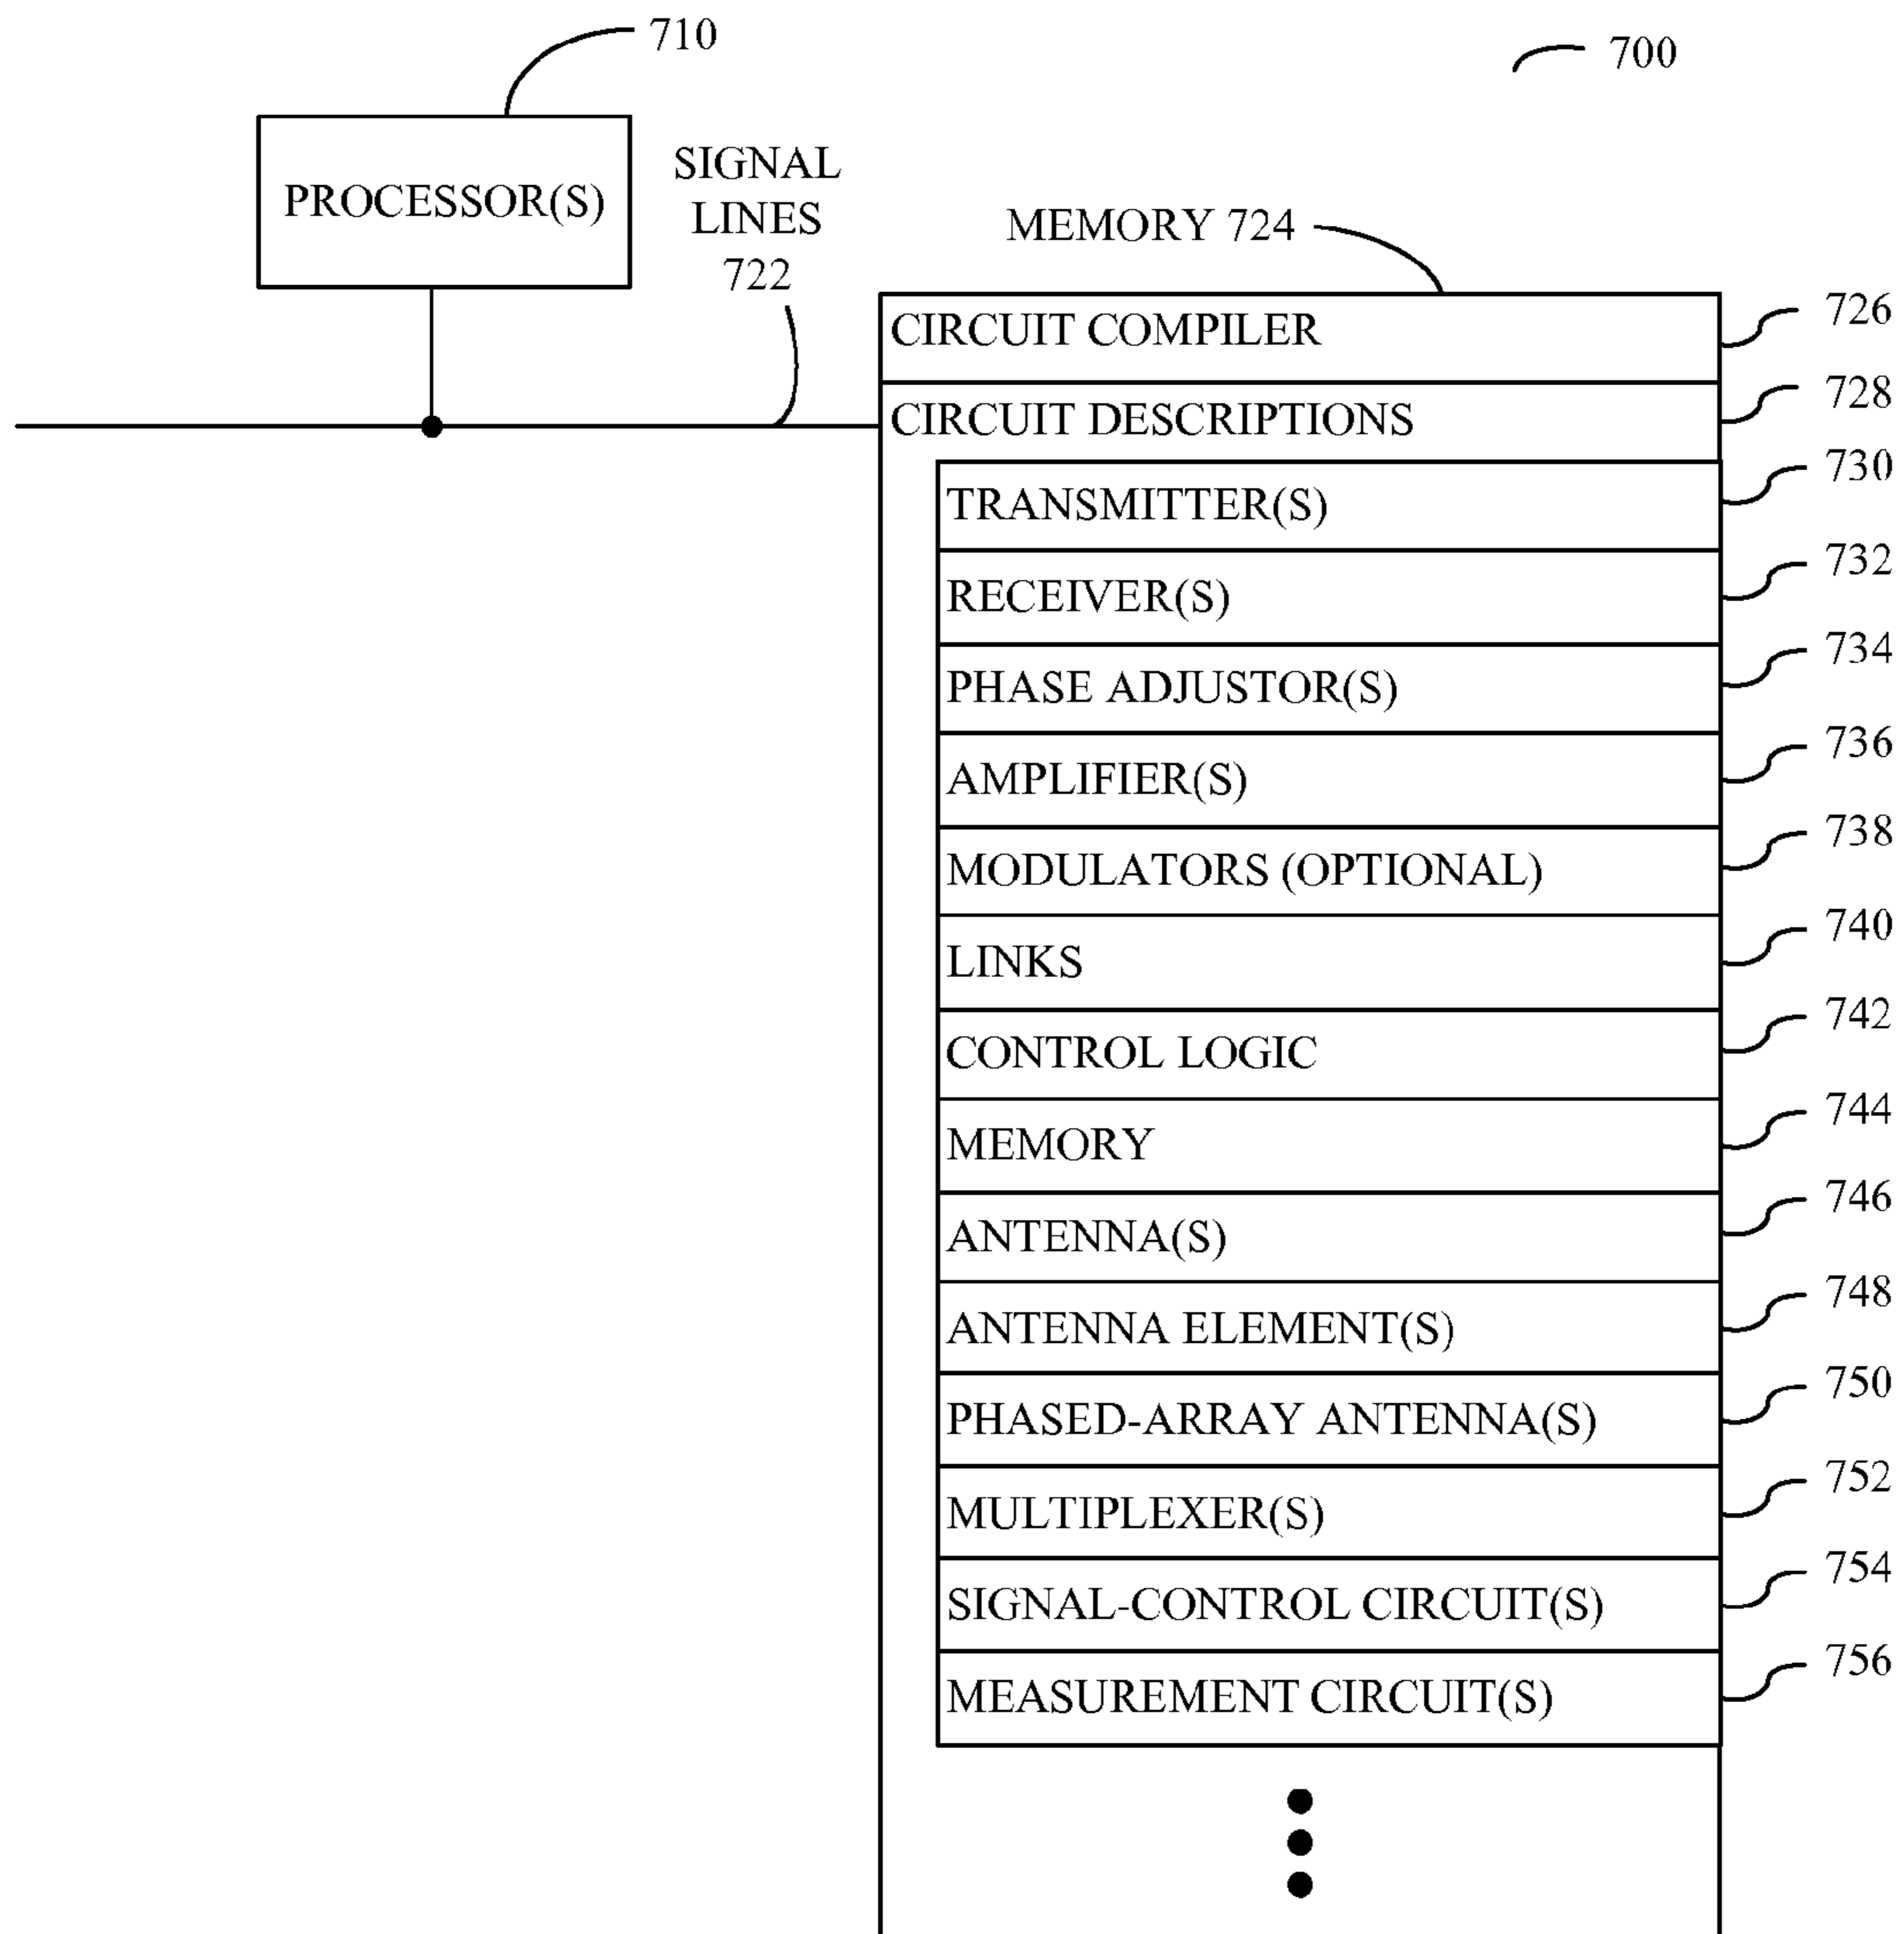 710
700
PROCESSOR(S)
SIGNAL
LINES
722
MEMORY 724
CIRCUIT COMPILER
726
CIRCUIT DESCRIPTIONS
728
TRANSMITTER(S)
730
RECEIVER(S)
732
PHASE ADJUSTOR(S)
734
AMPLIFIER(S)
736
MODULATORS (OPTIONAL)
738
LINKS
740
CONTROL LOGIC
742
MEMORY
744
ANTENNA(S)
746
ANTENNA ELEMENT(S)
748
PHASED-ARRAY ANTENNA(S)
750
MULTIPLEXER(S)
752
SIGNAL-CONTROL CIRCUIT(S)
754
MEASUREMENT CIRCUIT(S)
756